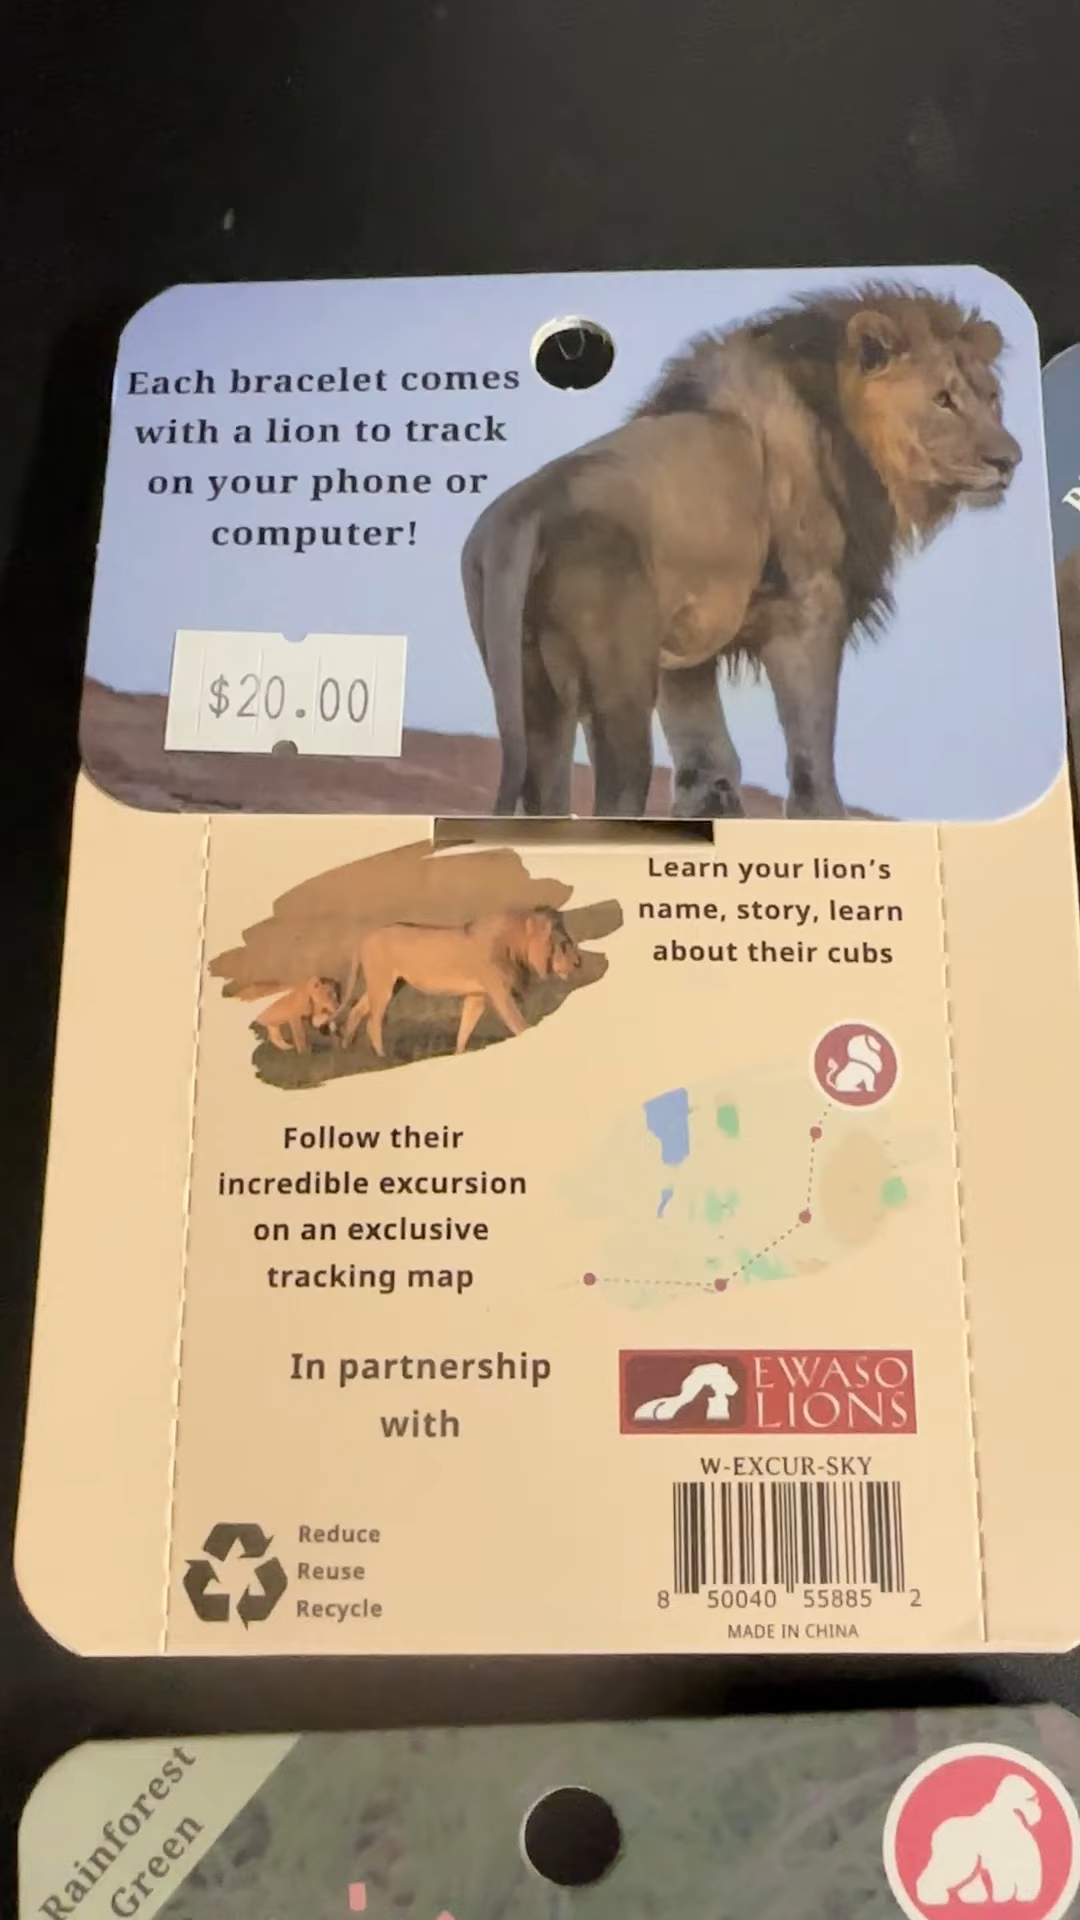 Each bracelet comes
with a lion to track
on your phone or
computer!
$20.00
Learn your lion's
name, story, learn
about their cubs
Follow their
incredible excursion
on an exclusive
tracking map
In partnership
with
EWASO
LIONS
W-EXCUR-SKY
8 50040 55885 2
MADE IN CHINA
Reduce
Reuse
Recycle
Rainforest
Green